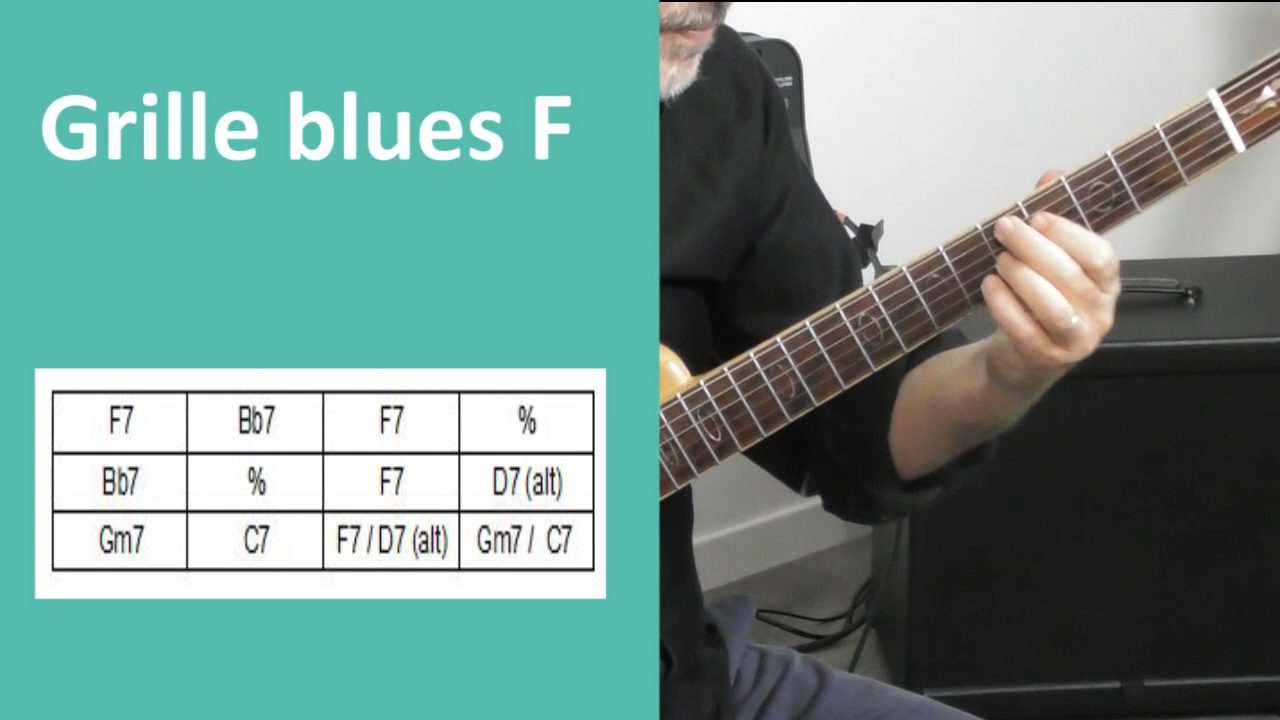 Grille blues F
F7 Bb7 F7 %
Bb7 % F7 D7 (alt)
Gm7 C7 F7 / D7 (alt) Gm7 / C7